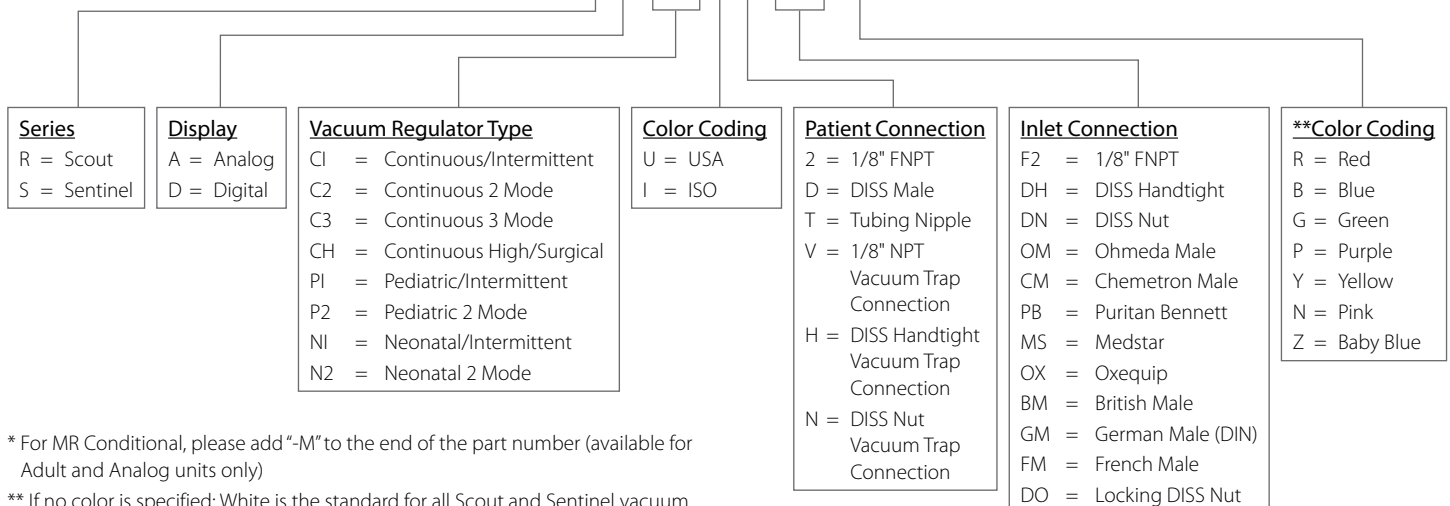 Series
R = Scout
S = Sentinel
Display
A = Analog
D = Digital
Vacuum Regulator Type
CI = Continuous/Intermittent
C2 = Continuous 2 Mode
C3 = Continuous 3 Mode
CH = Continuous High/Surgical
PI = Pediatric/Intermittent
P2 = Pediatric 2 Mode
NI = Neonatal/Intermittent
N2 = Neonatal 2 Mode
Color Coding
U = USA
I = ISO
Patient Connection
2 = 1/8" FNPT
D = DISS Male
T = Tubing Nipple
V = 1/8" NPT
Vacuum Trap
Connection
H = DISS Handtight
Vacuum Trap
Connection
N = DISS Nut
Vacuum Trap
Connection
Inlet Connection
F2 = 1/8" FNPT
DH = DISS Handtight
DN = DISS Nut
OM = Ohmeda Male
CM = Chemetron Male
PB = Puritan Bennett
MS = Medstar
OX = Oxequip
BM = British Male
GM = German Male (DIN)
FM = French Male
DO = Locking DISS Nut
**Color Coding
R = Red
B = Blue
G = Green
P = Purple
Y = Yellow
N = Pink
Z = Baby Blue
* For MR Conditional, please add "-M" to the end of the part number (available for
Adult and Analog units only)
** If no color is specified: White is the standard for all Scout and Sentinel vacuum